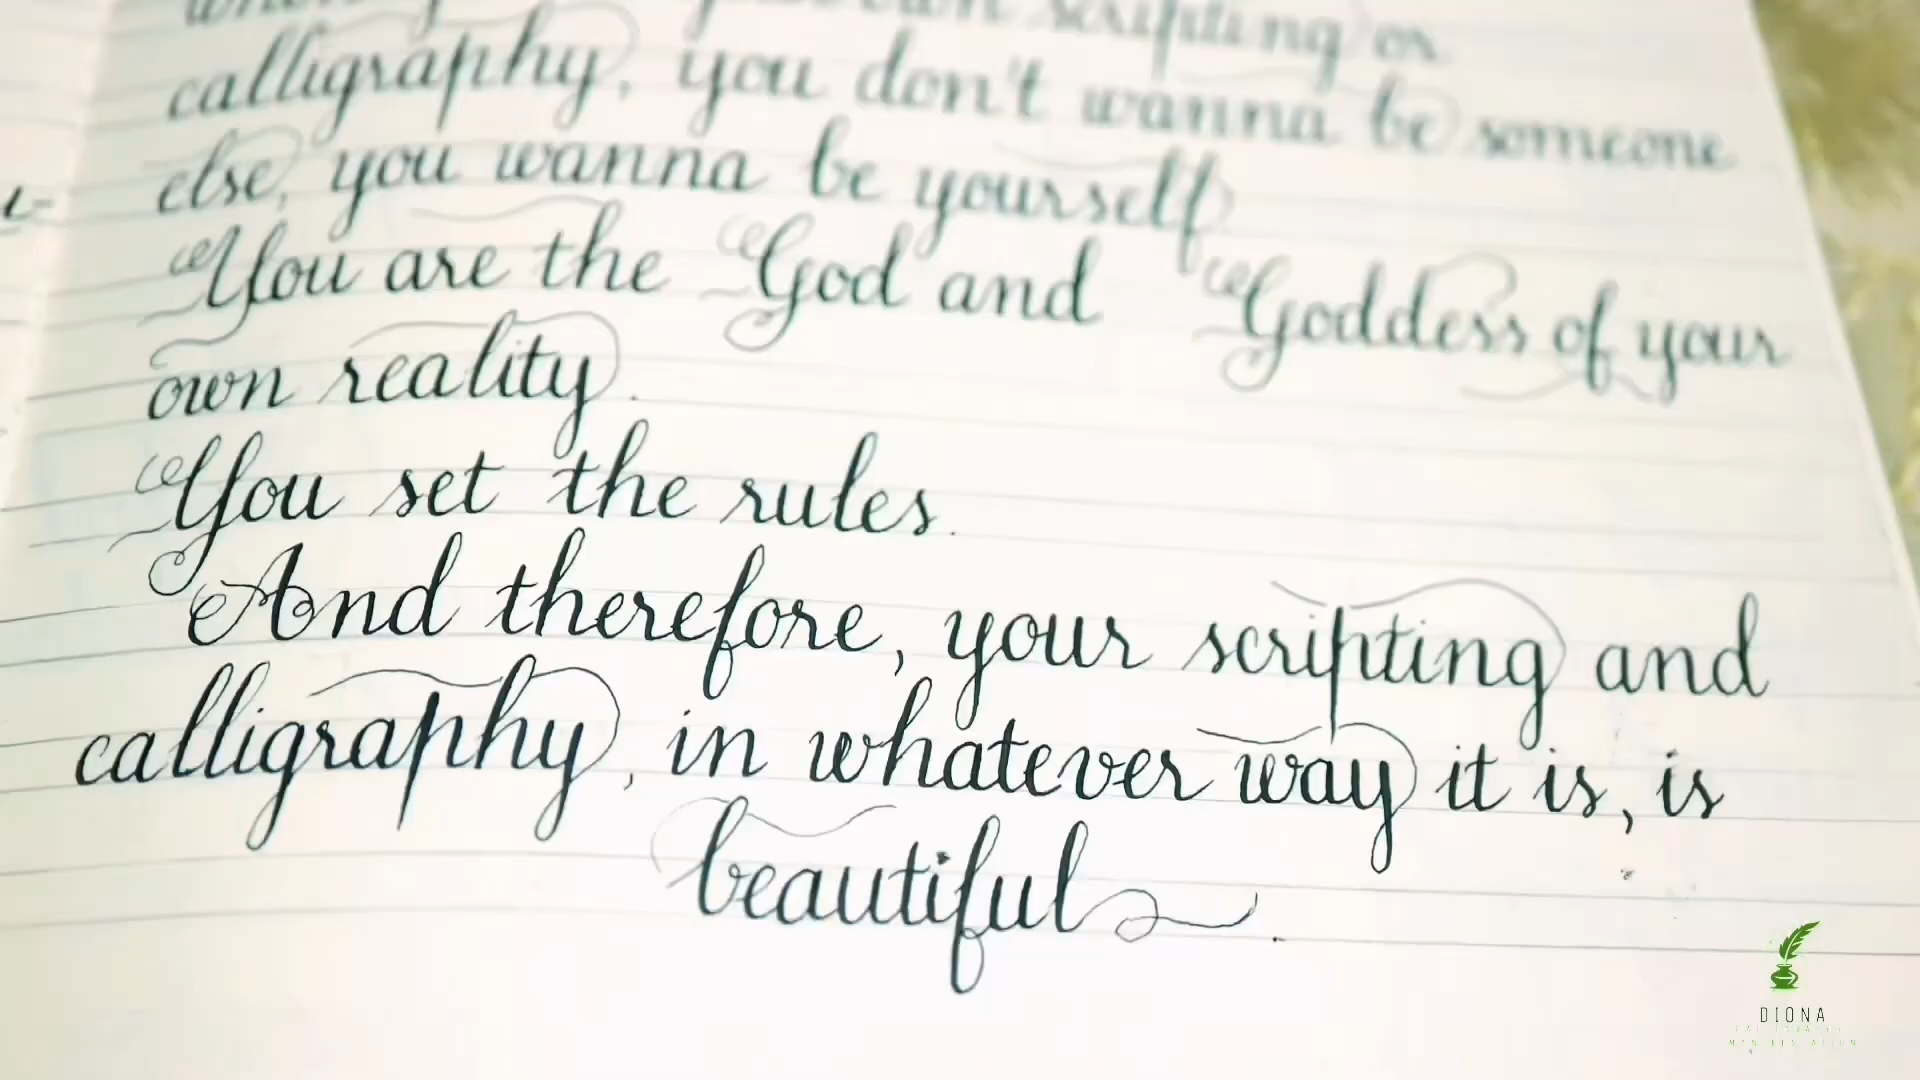 own scripting or
calligraphy, you don't wanna be someone
else, you wanna be yourself
You are the God and Goddess of your
own reality.
You set the rules.
And therefore, your scripting and
calligraphy, in whatever way it is, is
beautiful.
DIONA